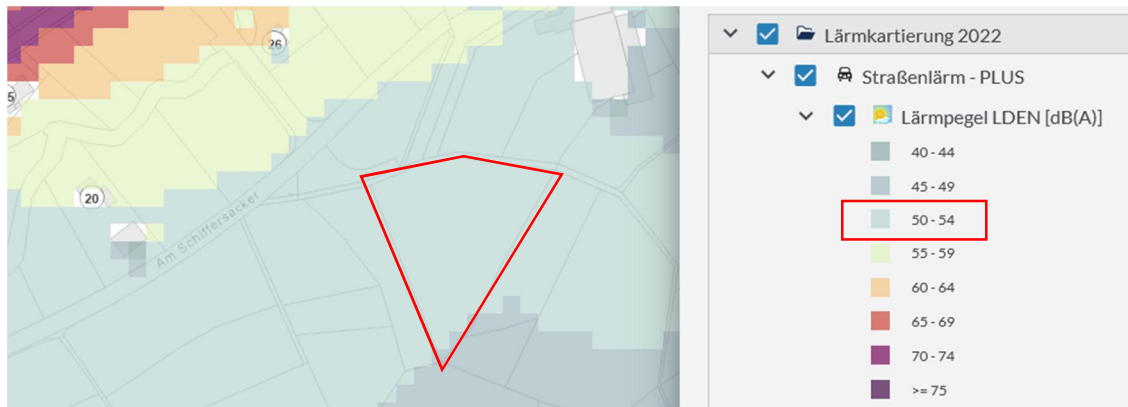 26
5
20
Am Schiffersacker
Lärmkartierung 2022
Straßenlärm - PLUS
Lärmpegel LDEN [dB(A)]
40 - 44
45 - 49
50 - 54
55 - 59
60 - 64
65 - 69
70 - 74
>= 75